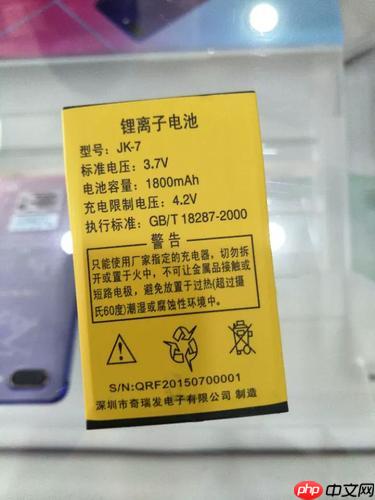 锂离子电池
型号: JK-7
标准电压: 3.7V
电池容量: 1800mAh
充电限制电压: 4.2V
执行标准: GB/T 18287-2000
警告
只能使用厂家指定的充电器, 切勿拆
开或置于火中, 不可让金属品接触或
短路电极, 避免放置于过热(超过摄
氏60度)潮湿或腐蚀性环境中.
S/N:QRF20150700001
深圳市奇瑞发电子有限公司 制造
php 中文网